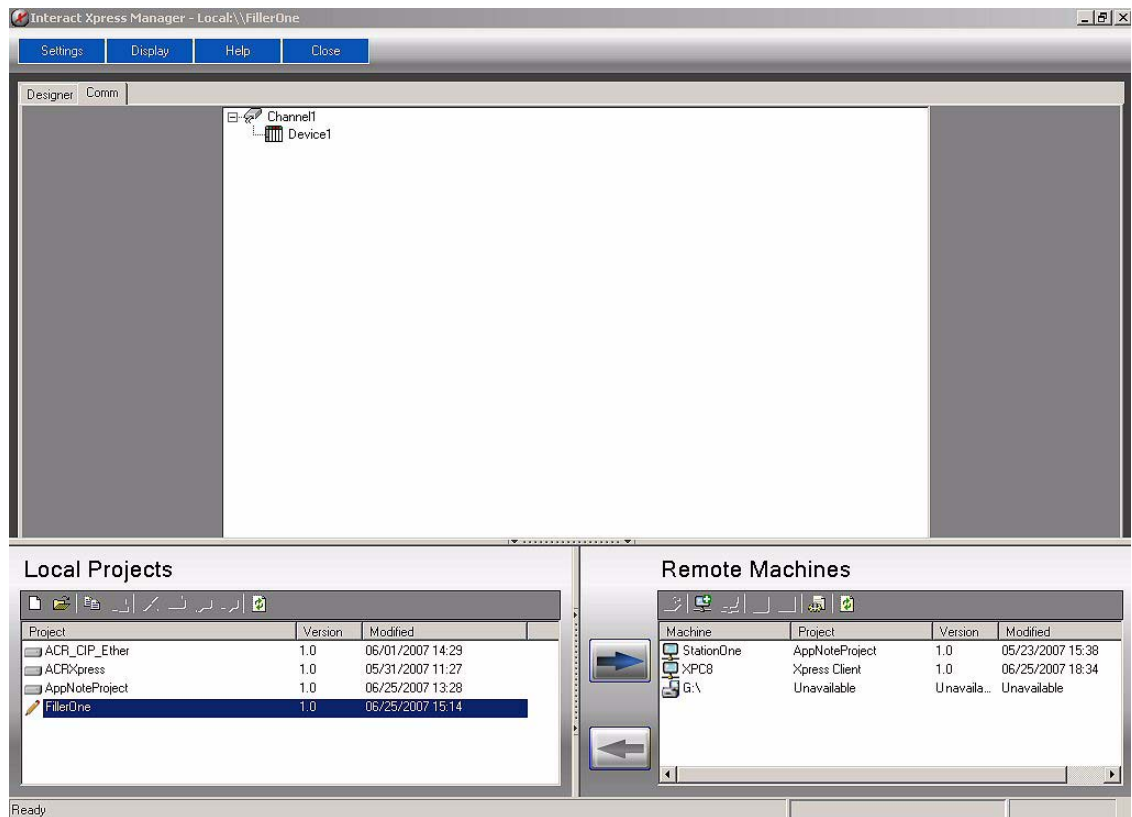 Interact Xpress Manager - Local:\\FillerOne
Settings Display Help Close
Designer Comm
Channel1
Device1
Local Projects
Project Version Modified
ACR_CIP_Ether 1.0 06/01/2007 14:29
ACRXpress 1.0 05/31/2007 11:27
AppNoteProject 1.0 06/25/2007 13:28
FillerOne 1.0 06/25/2007 15:14
Remote Machines
Machine Project Version Modified
StationOne AppNoteProject 1.0 05/23/2007 15:38
XPC8 Xpress Client 1.0 06/25/2007 18:34
G:\ Unavailable Unavaila... Unavailable
Ready